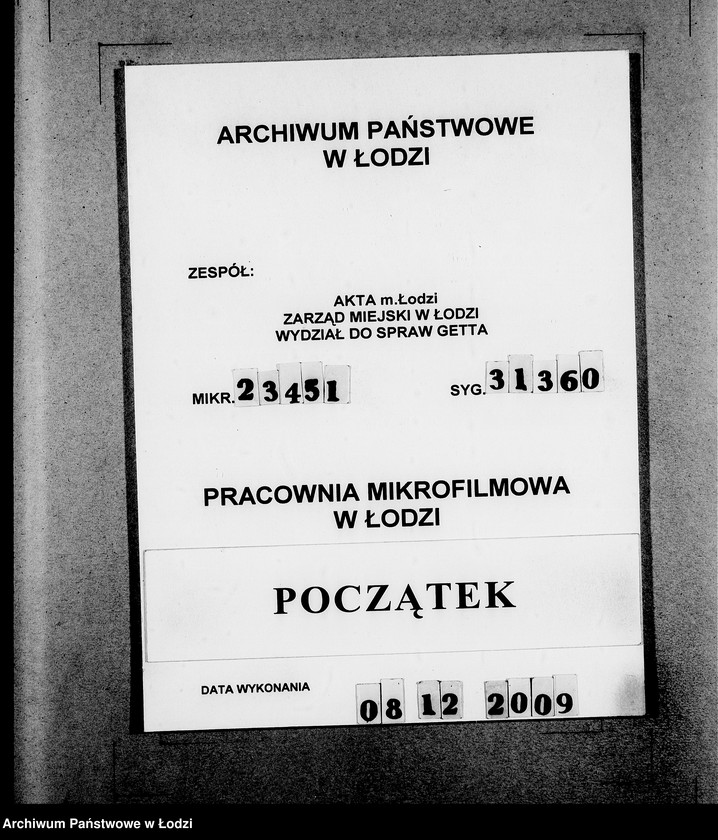 ARCHIWUM PAŃSTWOWE
W ŁODZI
ZESPÓŁ:
AKTA m.Łodzi
ZARZĄD MIEJSKI W ŁODZI
WYDZIAŁ DO SPRAW GETTA
MIKR. 23451 SYG. 31360
PRACOWNIA MIKROFILMOWA
W ŁODZI
POCZĄTEK
DATA WYKONANIA 08 12 2009
Archiwum Państwowe w Łodzi